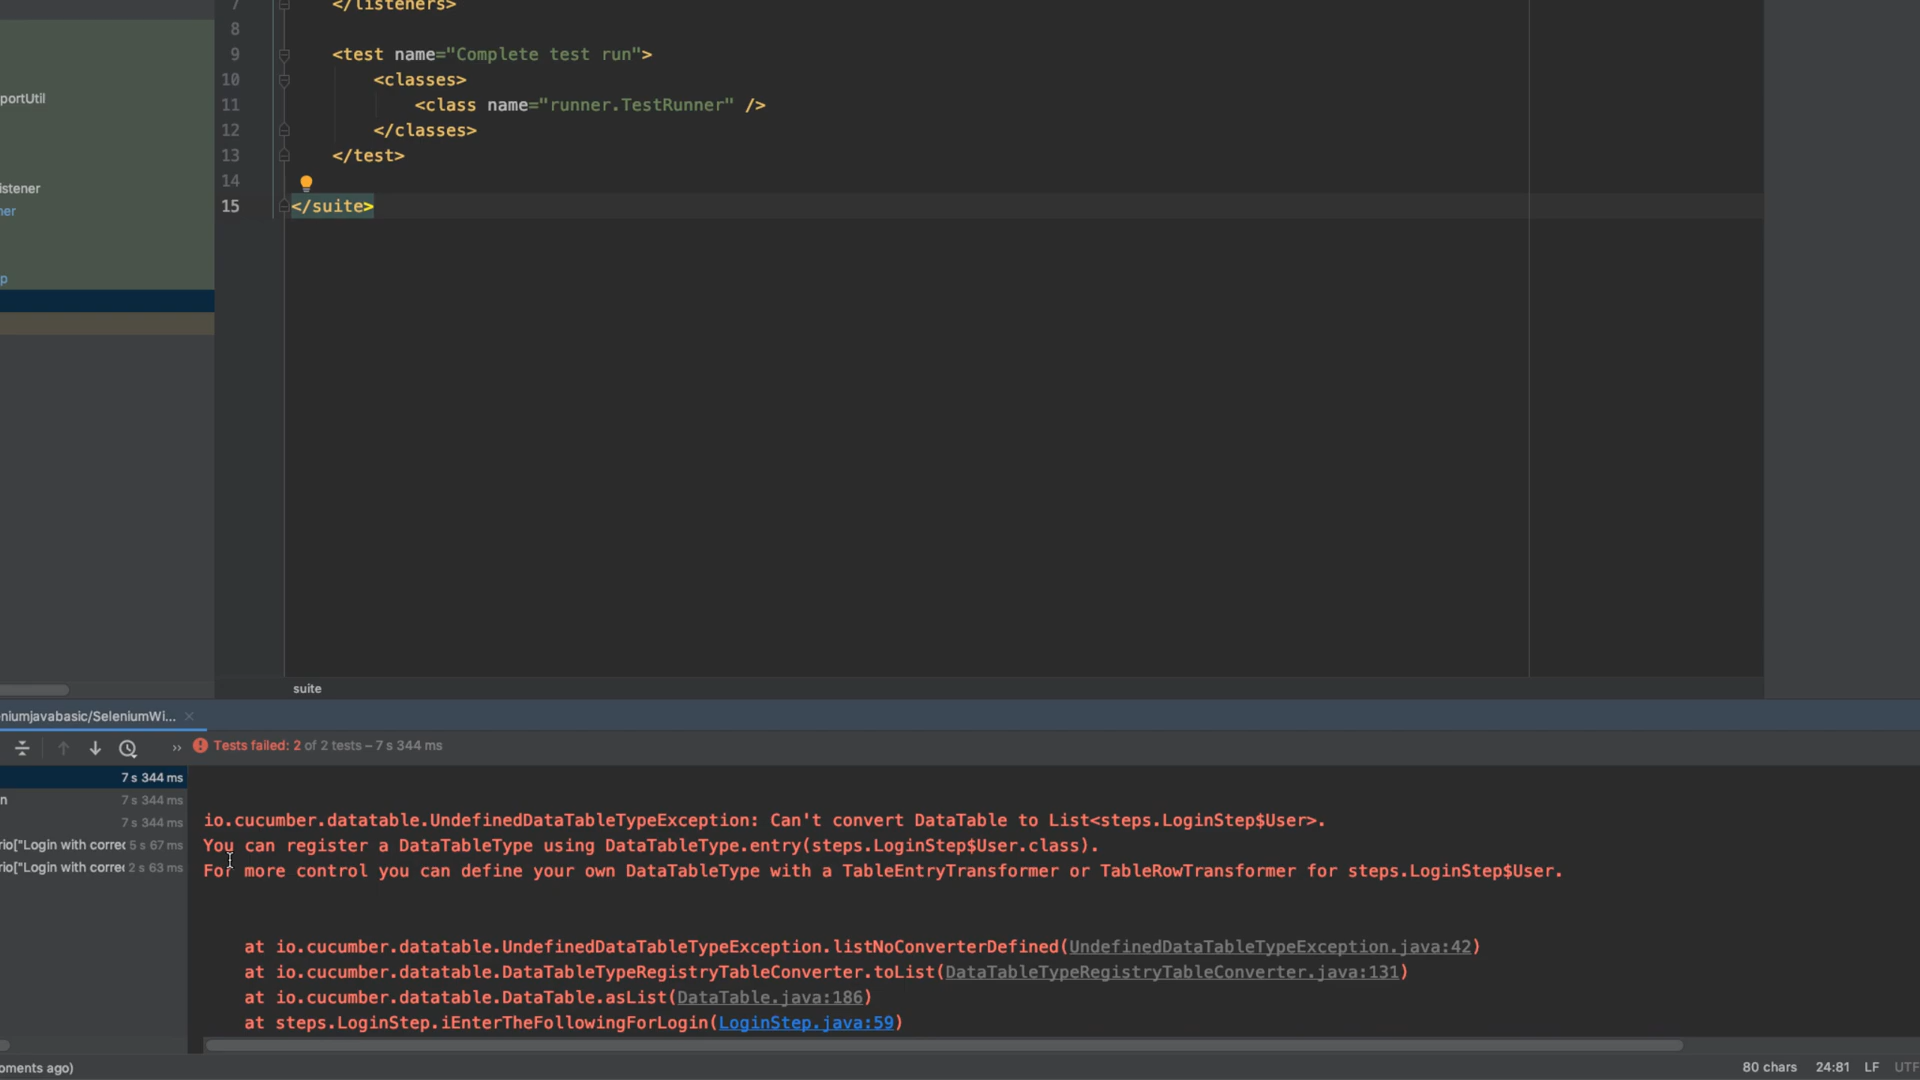 7 </listeners>
8
9 <test name="Complete test run">
10 <classes>
11 <class name="runner.TestRunner" />
12 </classes>
13 </test>
14
15 </suite>
portUtil
istener
ner
p
suite
niumjavabasic/SeleniumWi...
Tests failed: 2 of 2 tests – 7 s 344 ms
7 s 344 ms
n 7 s 344 ms
7 s 344 ms
rio["Login with correc 5 s 67 ms
rio["Login with correc 2 s 63 ms
io.cucumber.datatable.UndefinedDataTableTypeException: Can't convert DataTable to List<steps.LoginStep$User>.
You can register a DataTableType using DataTableType.entry(steps.LoginStep$User.class).
For more control you can define your own DataTableType with a TableEntryTransformer or TableRowTransformer for steps.LoginStep$User.
at io.cucumber.datatable.UndefinedDataTableTypeException.listNoConverterDefined(UndefinedDataTableTypeException.java:42)
at io.cucumber.datatable.DataTableTypeRegistryTableConverter.toList(DataTableTypeRegistryTableConverter.java:131)
at io.cucumber.datatable.DataTable.asList(DataTable.java:186)
at steps.LoginStep.iEnterTheFollowingForLogin(LoginStep.java:59)
oments ago)
80 chars 24:81 LF UTF